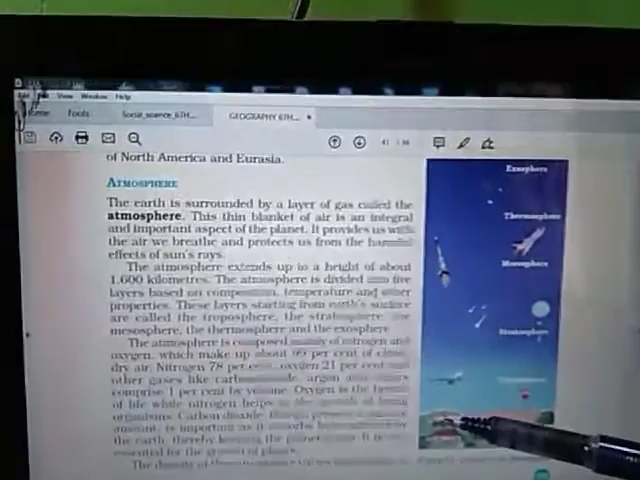 View Window Help
Home Tools Social_science_6TH... GEOGRAPHY 6TH...
41
of North America and Eurasia.
ATMOSPHERE
The earth is surrounded by a layer of gas called the
atmosphere. This thin blanket of air is an integral
and important aspect of the planet. It provides us with
the air we breathe and protects us from the harmful
effects of sun's rays.
The atmosphere extends up to a height of about
1,600 kilometres. The atmosphere is divided into five
layers based on composition, temperature and other
properties. These layers starting from earth's surface
are called the troposphere, the stratosphere, the
mesosphere, the thermosphere and the exosphere.
The atmosphere is composed mainly of nitrogen and
oxygen, which make up about 99 per cent of clean,
dry air. Nitrogen 78 per cent, oxygen 21 per cent and
other gases like carbon argon and
comprise 1 per cent by volume. Oxygen is the
of life while nitrogen helps in the of living
organisms. Carbon dioxide
amount, is important as it absorbs by
the earth, thereby keeping the planet It is
essential for the growth of plants.
The
Exosphere
Thermosphere
Mesosphere
Stratosphere